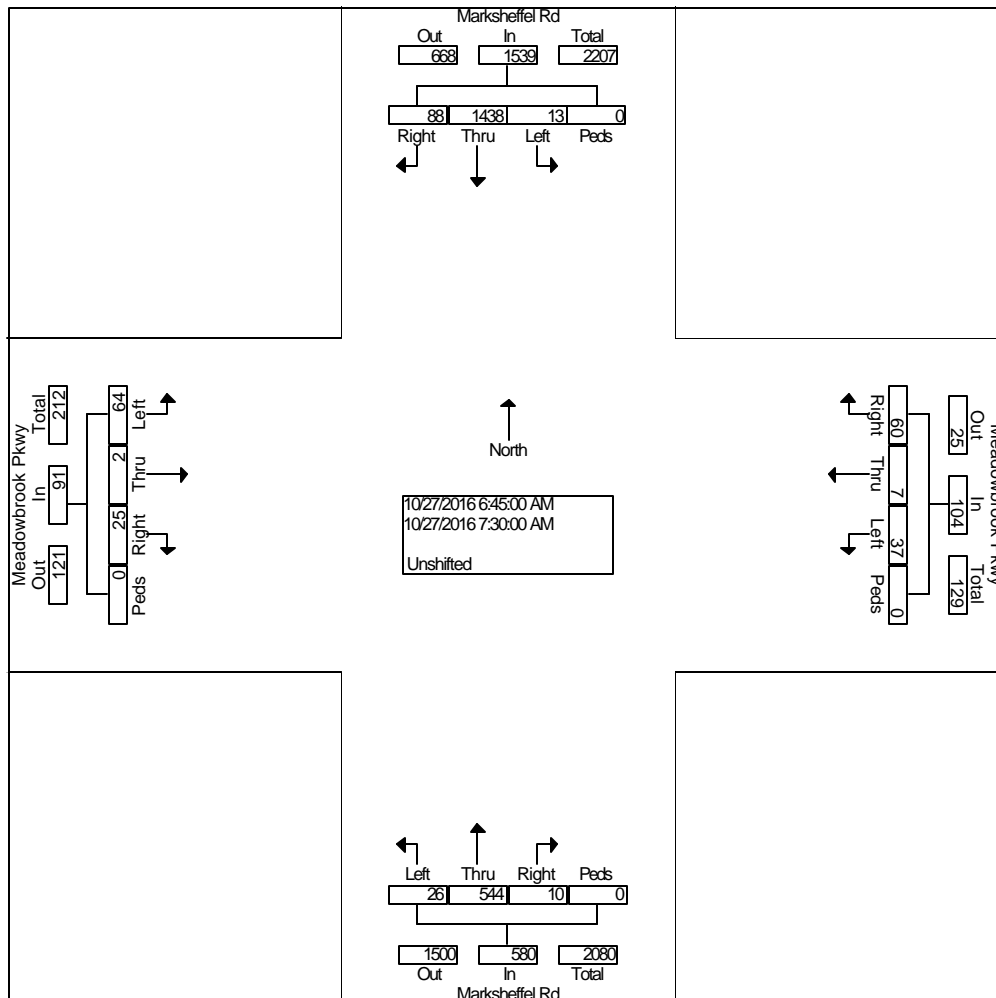 Marksheffel Rd
Out In Total
668 1539 2207
88 1438 13 0
Right Thru Left Peds
Meadowbrook Pkwy
Total In Out
212 91 121
64 2 25 0
Left Thru Right Peds
North
10/27/2016 6:45:00 AM
10/27/2016 7:30:00 AM
Unshifted
Right Thru Left Peds
60 7 37 0
Out In Total
25 104 129
Meadowbrook Pkwy
Left Thru Right Peds
26 544 10 0
1500 580 2080
Out In Total
Marksheffel Rd